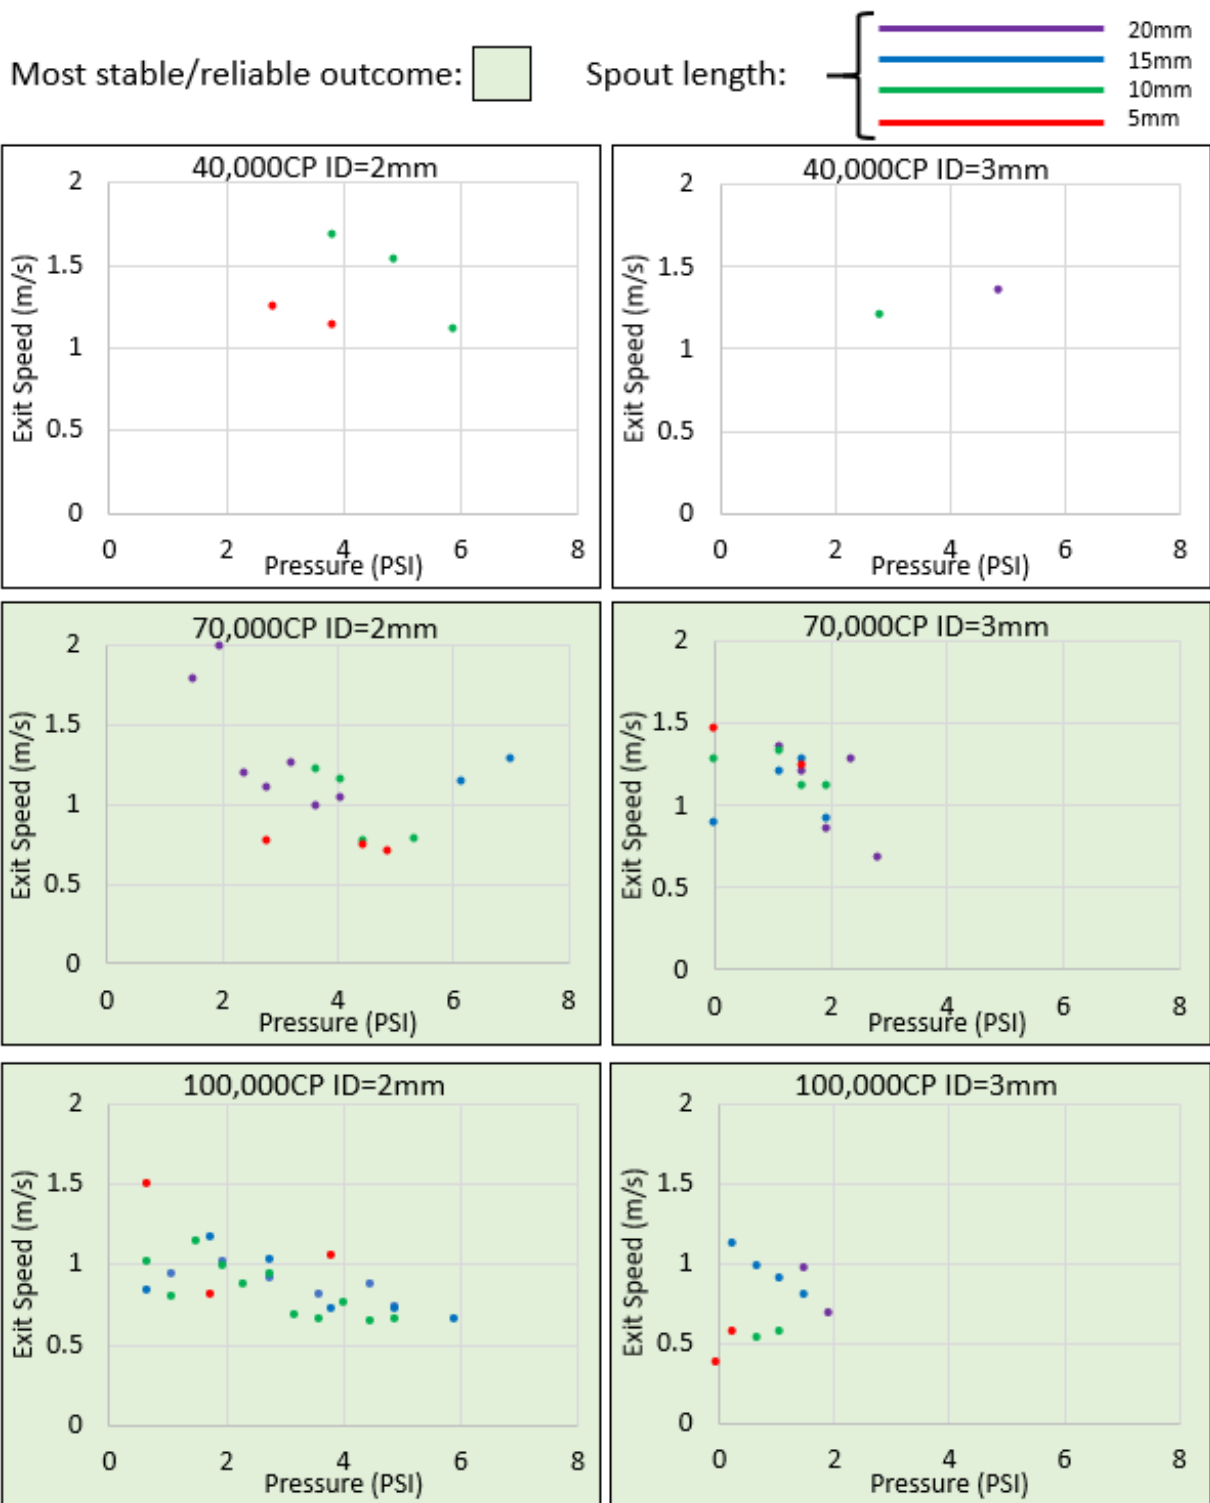 20mm
15mm
Most stable/reliable outcome: Spout length:
10mm
5mm
40,000CP ID=2mm
2
1.5
1
0.5
0
Exit Speed (m/s)
0 2 4 6 8
Pressure (PSI)
40,000CP ID=3mm
2
1.5
1
0.5
0
Exit Speed (m/s)
0 2 4 6 8
Pressure (PSI)
70,000CP ID=2mm
2
1.5
1
0.5
0
Exit Speed (m/s)
0 2 4 6 8
Pressure (PSI)
70,000CP ID=3mm
2
1.5
1
0.5
0
Exit Speed (m/s)
0 2 4 6 8
Pressure (PSI)
100,000CP ID=2mm
2
1.5
1
0.5
0
Exit Speed (m/s)
0 2 4 6 8
Pressure (PSI)
100,000CP ID=3mm
2
1.5
1
0.5
0
Exit Speed (m/s)
0 2 4 6 8
Pressure (PSI)